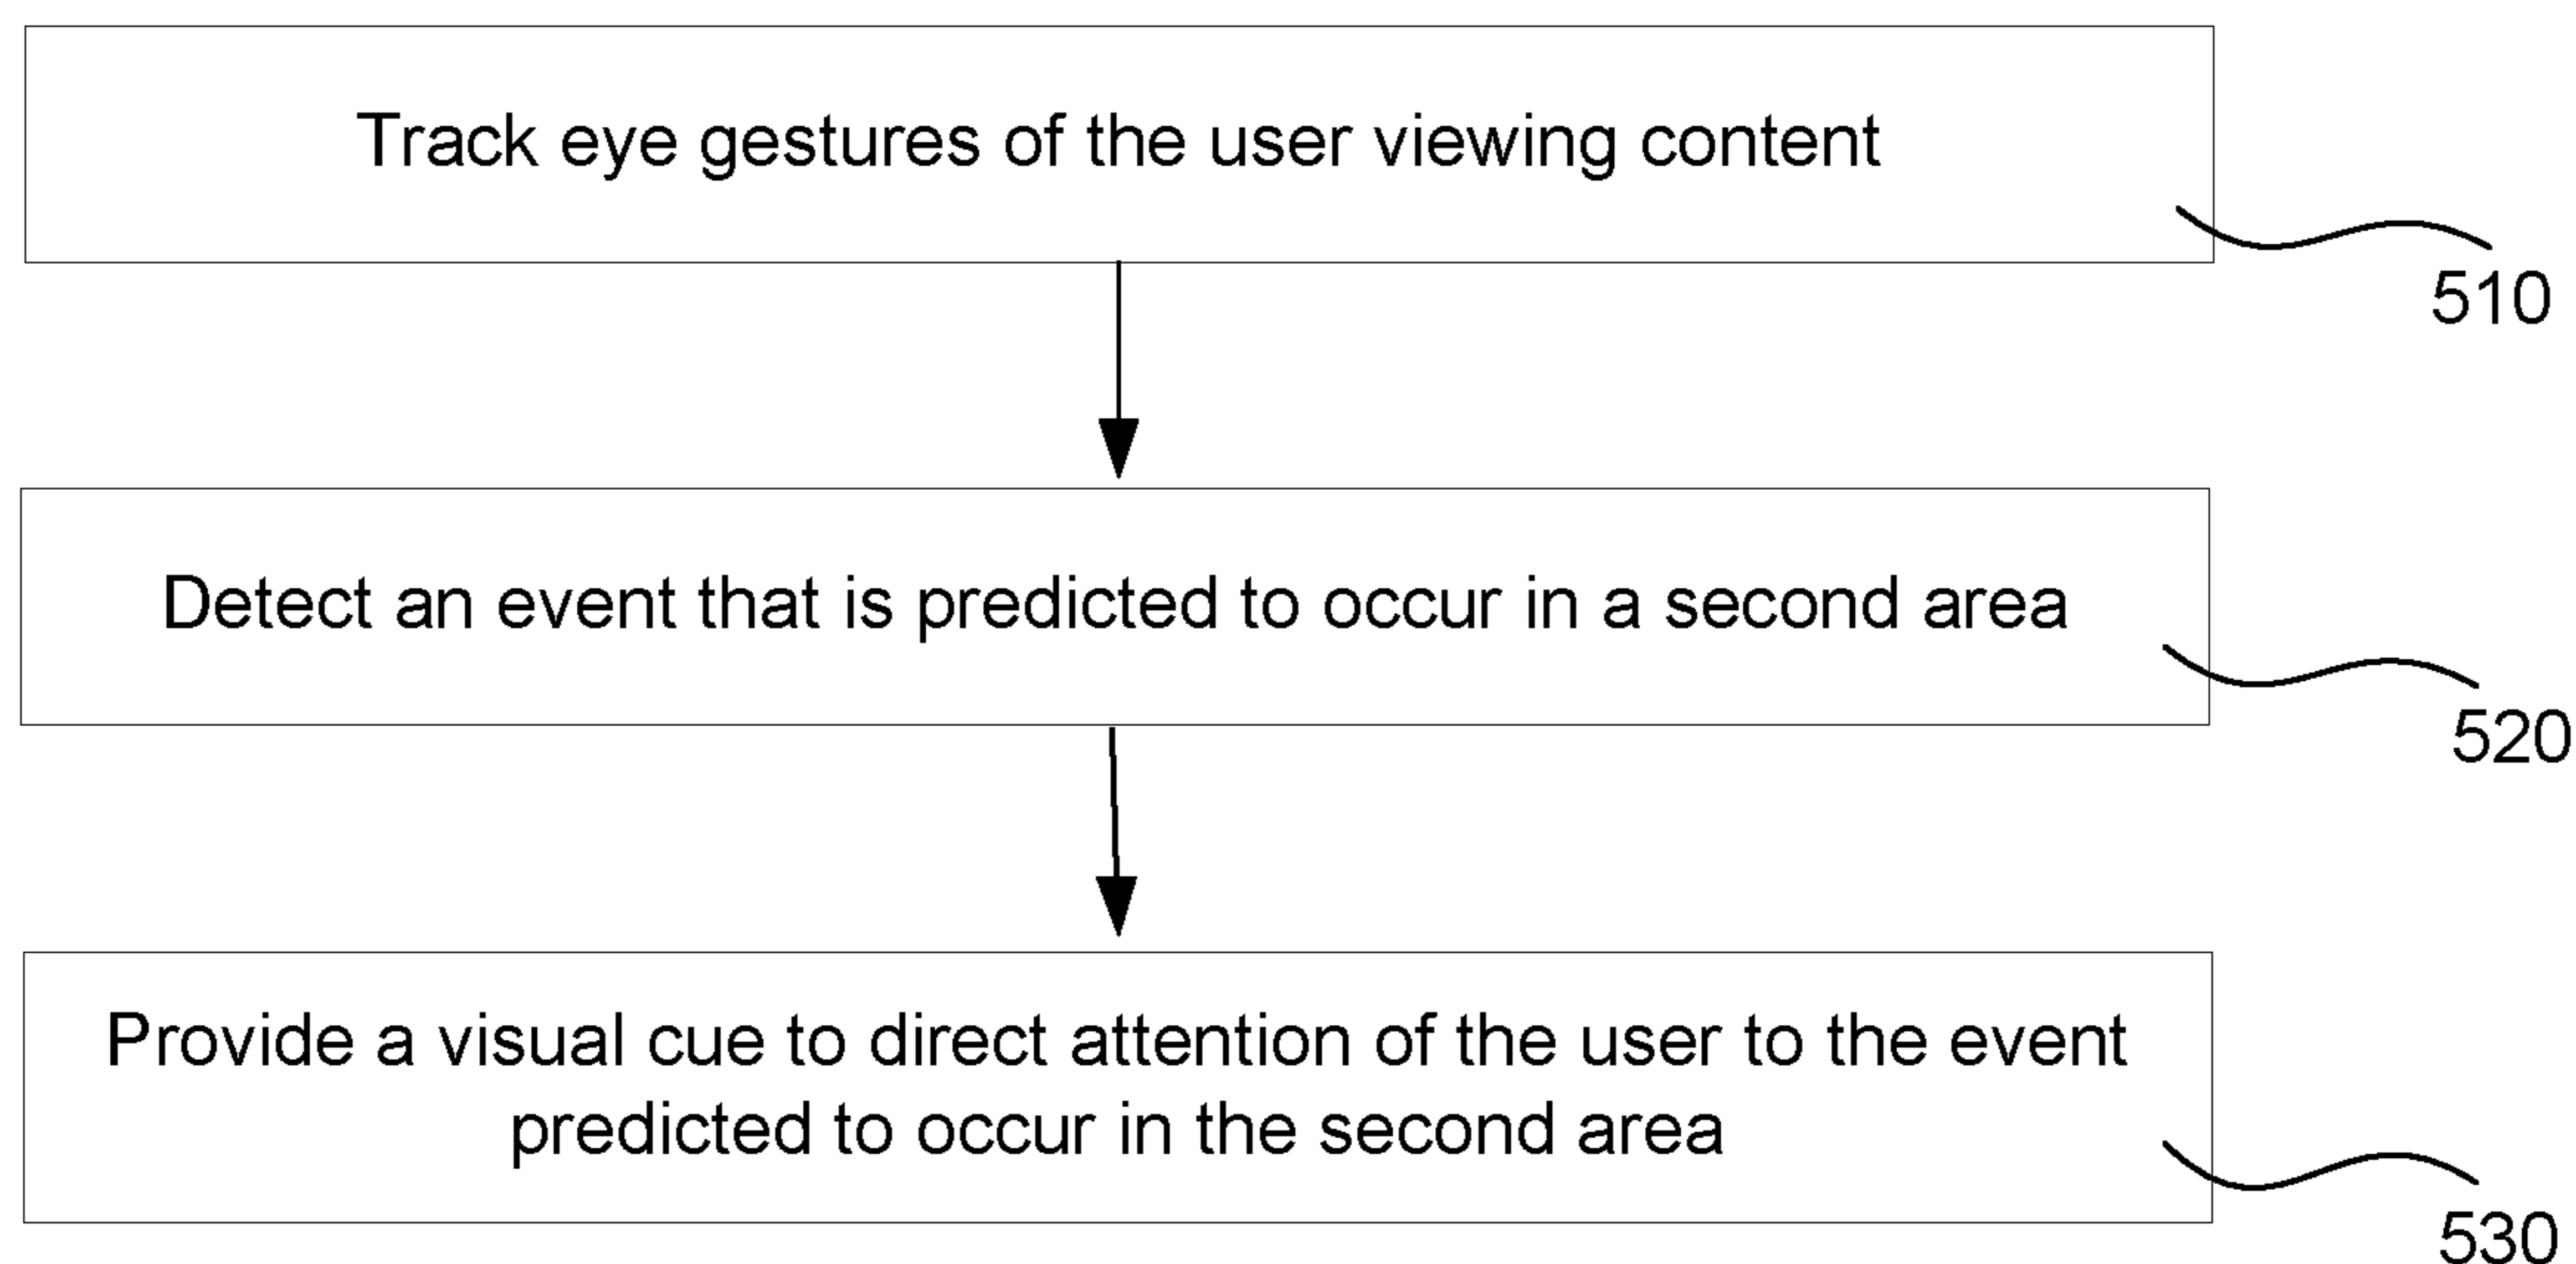 Track eye gestures of the user viewing content
510
Detect an event that is predicted to occur in a second area
520
Provide a visual cue to direct attention of the user to the event
predicted to occur in the second area
530